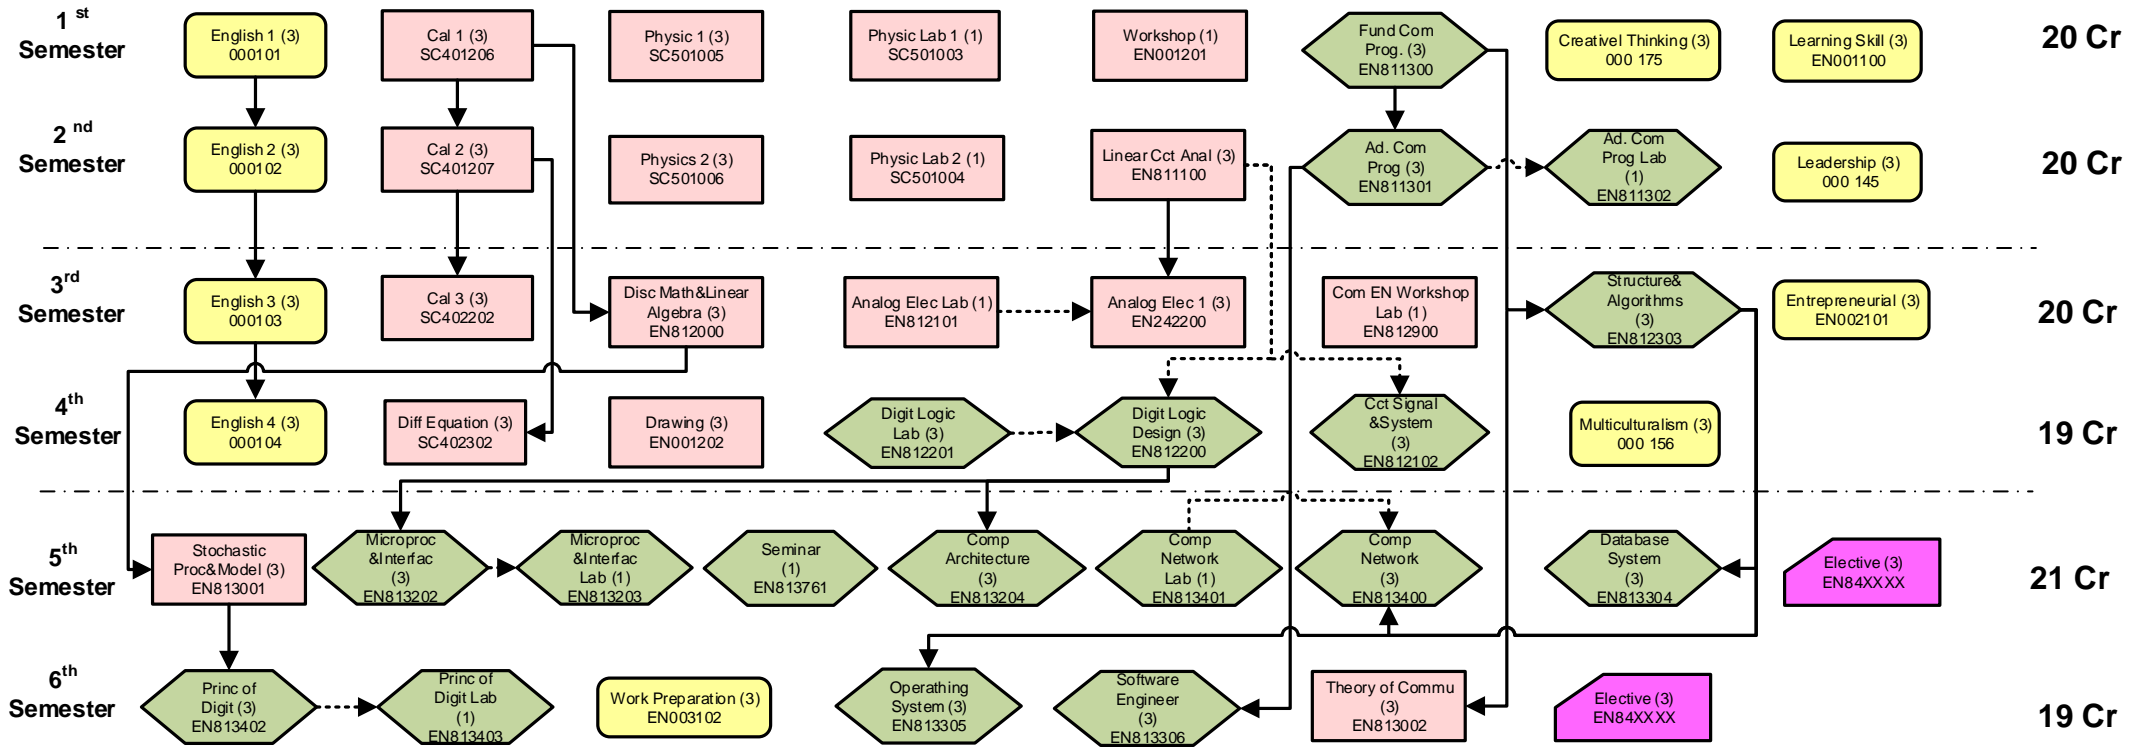 1 st
Semester
English 1 (3)
000101
Cal 1 (3)
SC401206
Physic 1 (3)
SC501005
Physic Lab 1 (1)
SC501003
Workshop (1)
EN001201
Fund Com
Prog. (3)
EN811300
Creativel Thinking (3)
000 175
Learning Skill (3)
EN001100
20 Cr
2 nd
Semester
English 2 (3)
000102
Cal 2 (3)
SC401207
Physics 2 (3)
SC501006
Physic Lab 2 (1)
SC501004
Linear Cct Anal (3)
EN811100
Ad. Com
Prog (3)
EN811301
Ad. Com
Prog Lab
(1)
EN811302
Leadership (3)
000 145
20 Cr
3rd
Semester
English 3 (3)
000103
Cal 3 (3)
SC402202
Disc Math&Linear
Algebra (3)
EN812000
Analog Elec Lab (1)
EN812101
Analog Elec 1 (3)
EN242200
Com EN Workshop
Lab (1)
EN812900
Structure&
Algorithms
(3)
EN812303
Entrepreneurial (3)
EN002101
20 Cr
4th
Semester
English 4 (3)
000104
Diff Equation (3)
SC402302
Drawing (3)
EN001202
Digit Logic
Lab (3)
EN812201
Digit Logic
Design (3)
EN812200
Cct Signal
&System
(3)
EN812102
Multiculturalism (3)
000 156
19 Cr
5th
Semester
Stochastic
Proc&Model (3)
EN813001
Microproc
&Interfac
(3)
EN813202
Microproc
&Interfac
Lab (1)
EN813203
Seminar
(1)
EN813761
Comp
Architecture
(3)
EN813204
Comp
Network
Lab (1)
EN813401
Comp
Network
(3)
EN813400
Database
System
(3)
EN813304
Elective (3)
EN84XXXX
21 Cr
6th
Semester
Princ of
Digit (3)
EN813402
Princ of
Digit Lab
(1)
EN813403
Work Preparation (3)
EN003102
Operathing
System (3)
EN813305
Software
Engineer
(3)
EN813306
Theory of Commu
(3)
EN813002
Elective (3)
EN84XXXX
19 Cr